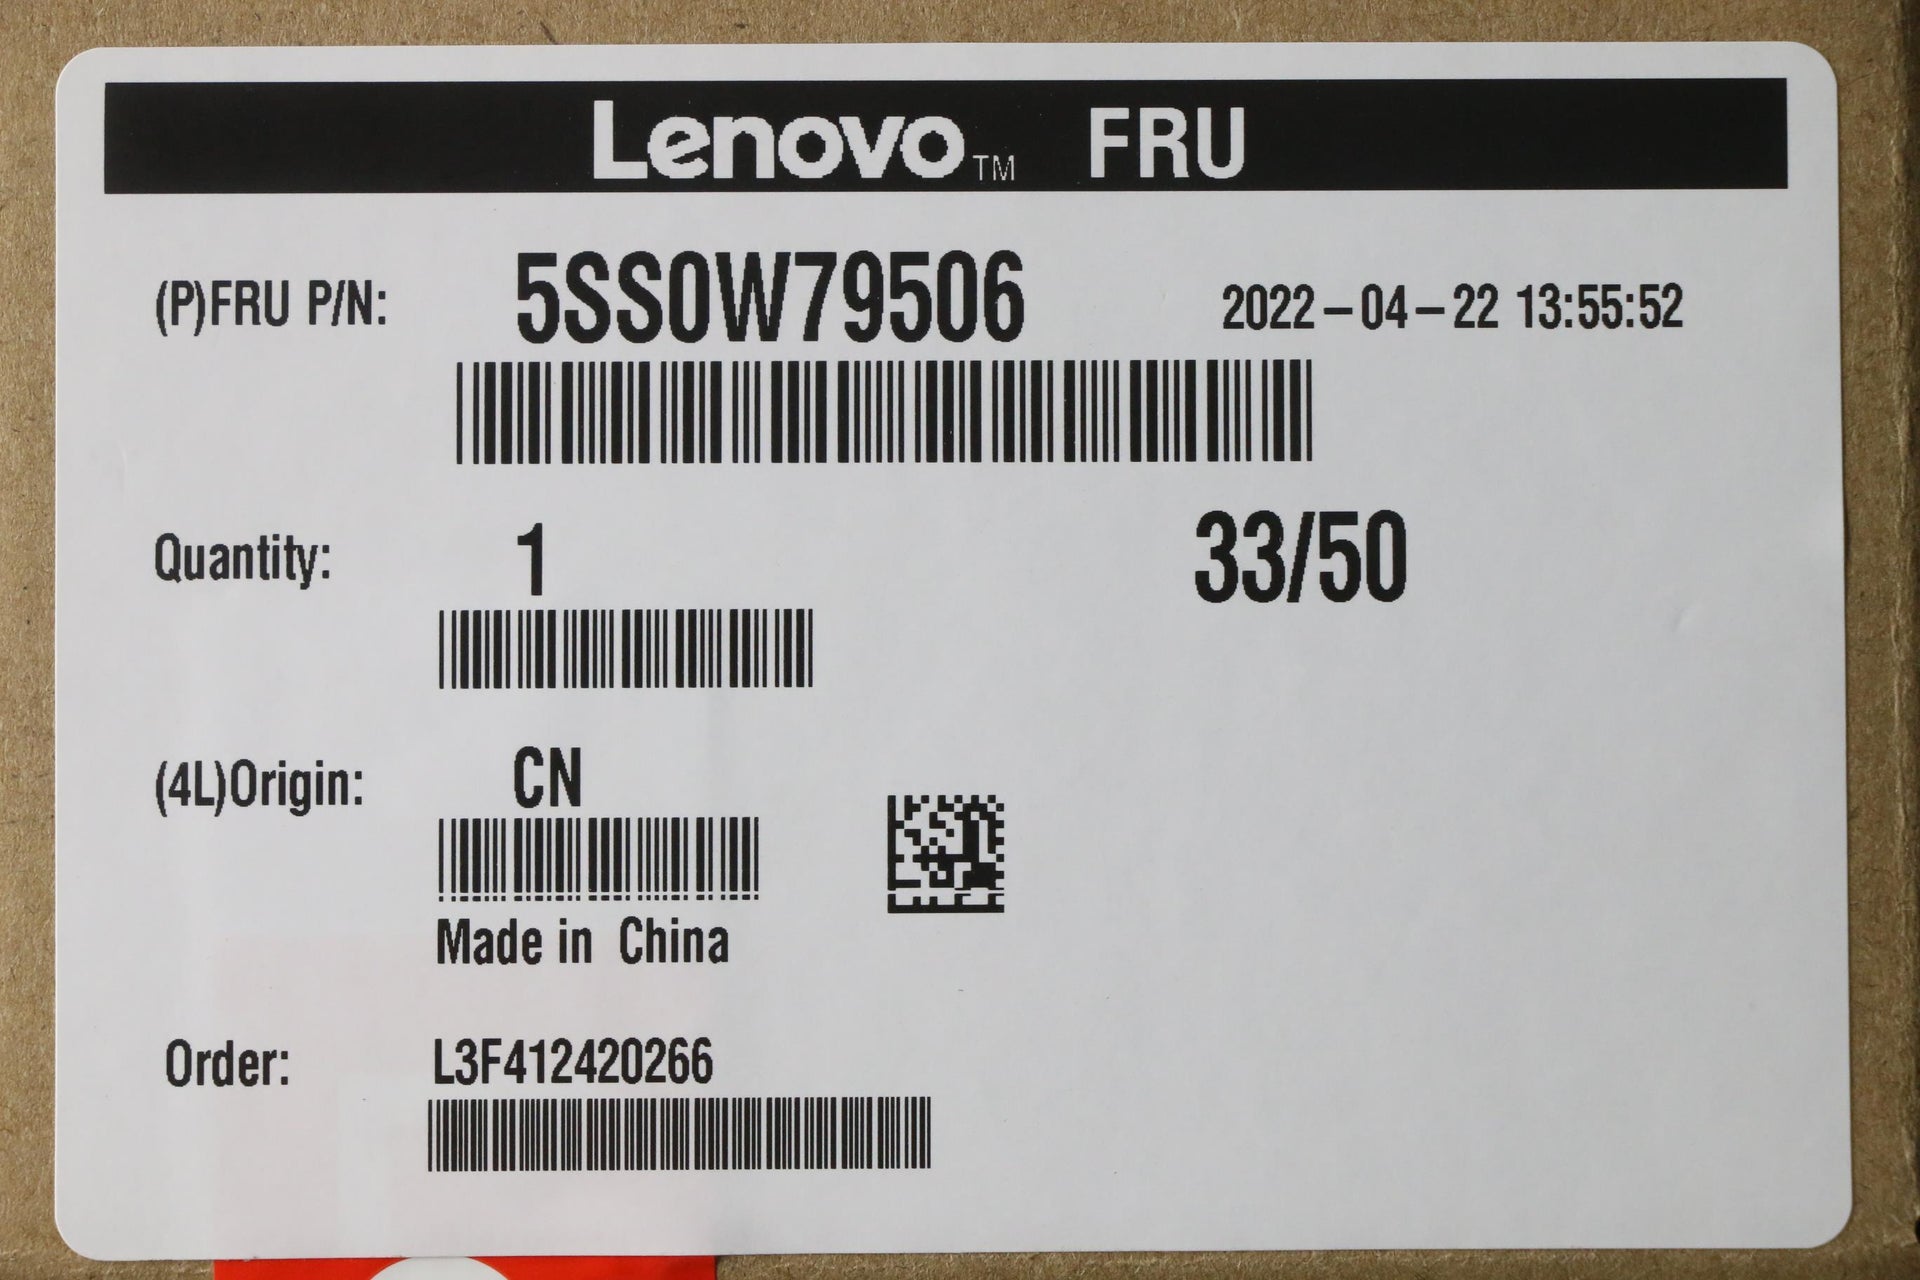 Lenovo™ FRU
(P)FRU P/N: 5SS0W79506 2022-04-22 13:55:52
Quantity: 1 33/50
(4L)Origin: CN
Made in China
Order: L3F412420266